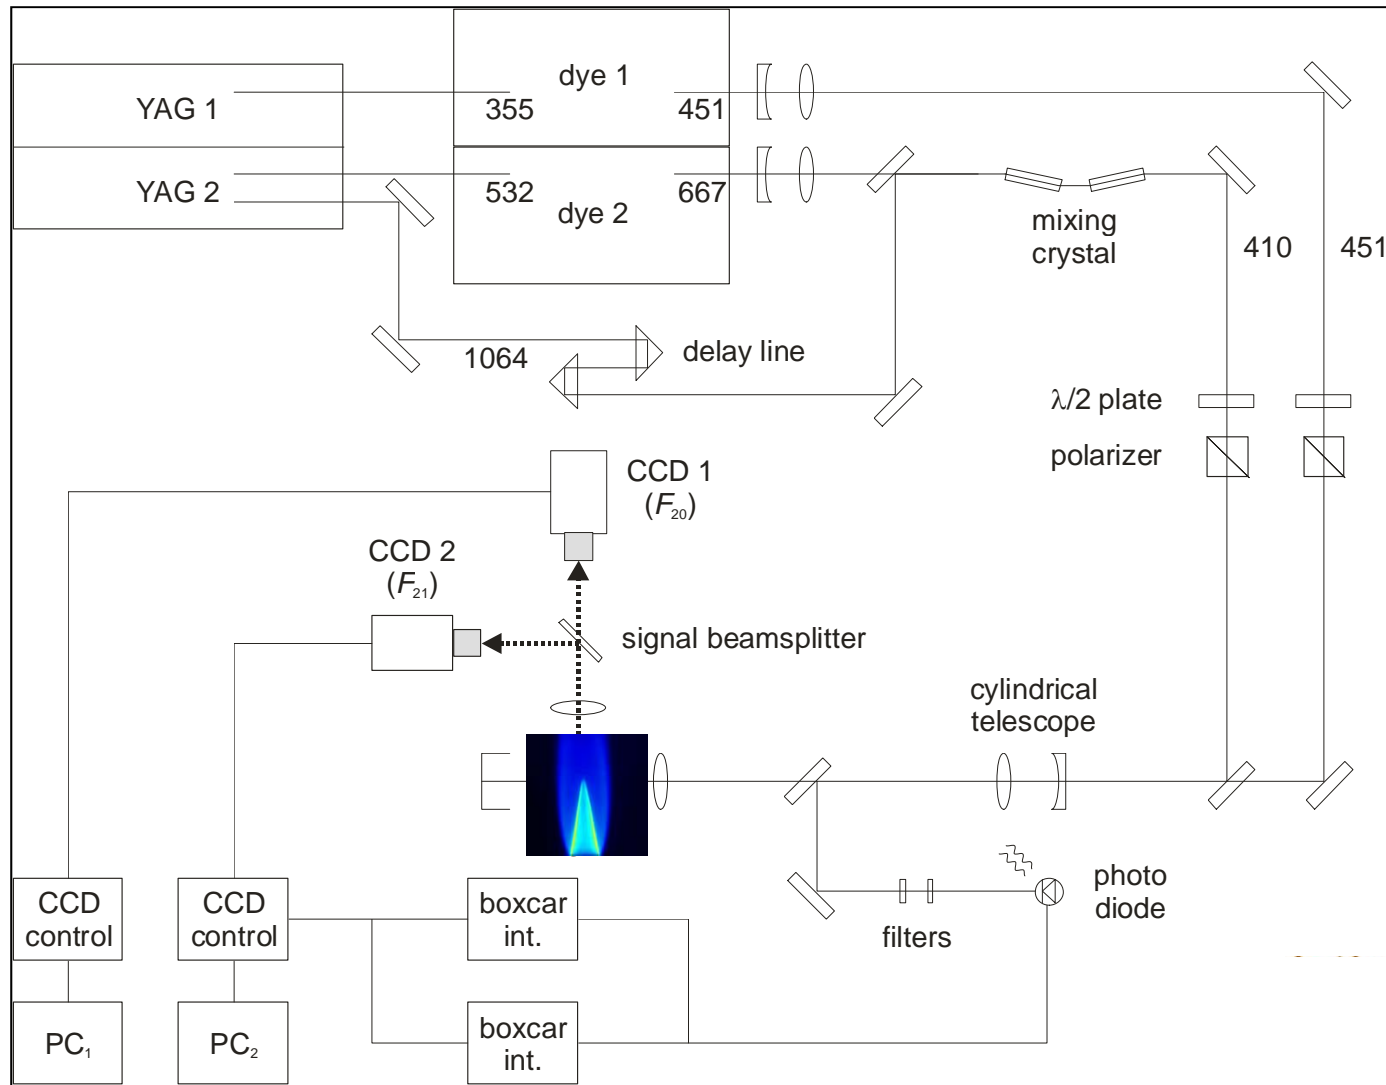 dye 1
YAG 1
355
451
YAG 2
532
667
dye 2
mixing
crystal
410
451
1064
delay line
λ/2 plate
polarizer
CCD 1
(F₂₀)
CCD 2
(F₂₁)
signal beamsplitter
cylindrical
telescope
photo
diode
filters
CCD
control
CCD
control
boxcar
int.
PC₁
PC₂
boxcar
int.